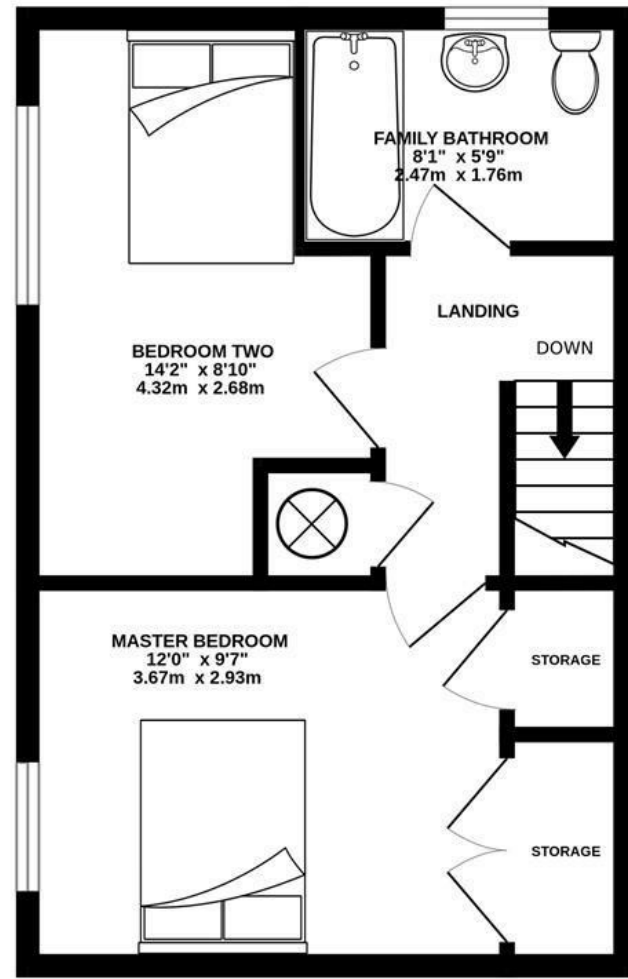 FAMILY BATHROOM
8'1" x 5'9"
2.47m x 1.76m
LANDING
DOWN
BEDROOM TWO
14'2" x 8'10"
4.32m x 2.68m
MASTER BEDROOM
12'0" x 9'7"
3.67m x 2.93m
STORAGE
STORAGE